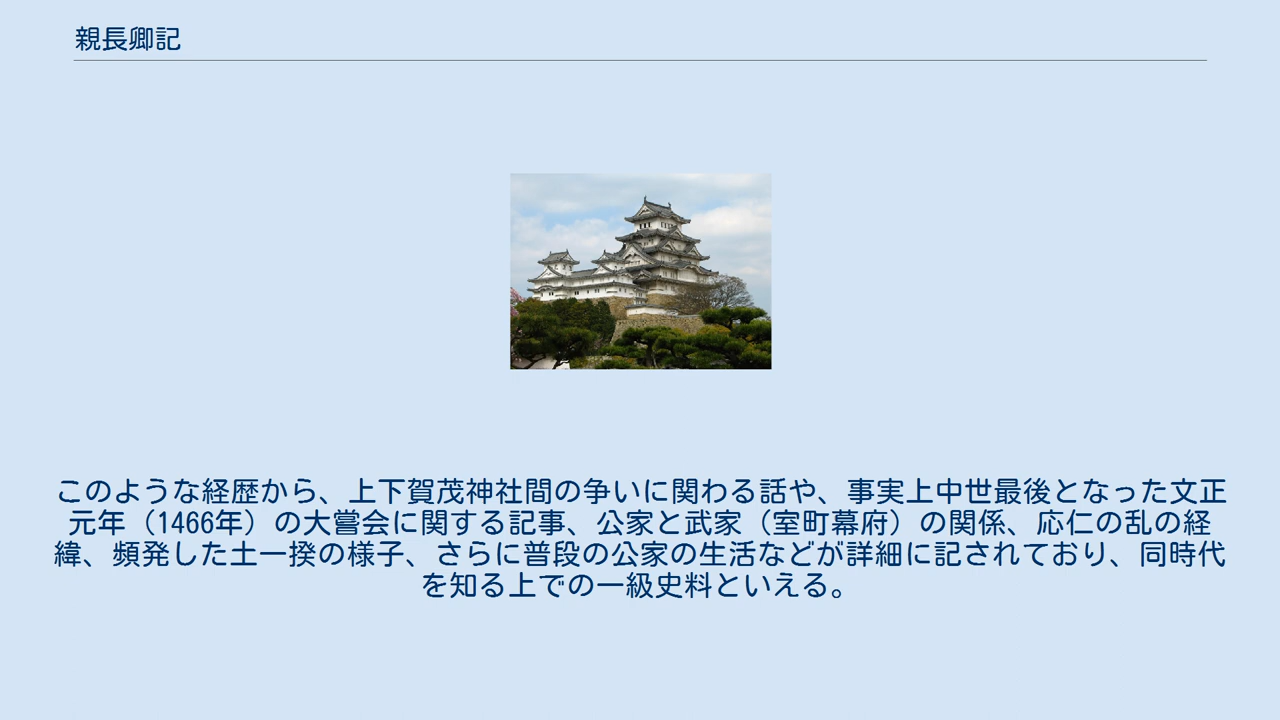 親長卿記
このような経歴から、上下賀茂神社間の争いに関わる話や、事実上中世最後となった文正
元年（1466年）の大嘗会に関する記事、公家と武家（室町幕府）の関係、応仁の乱の経
緯、頻発した土一揆の様子、さらに普段の公家の生活などが詳細に記されており、同時代
を知る上での一級史料といえる。